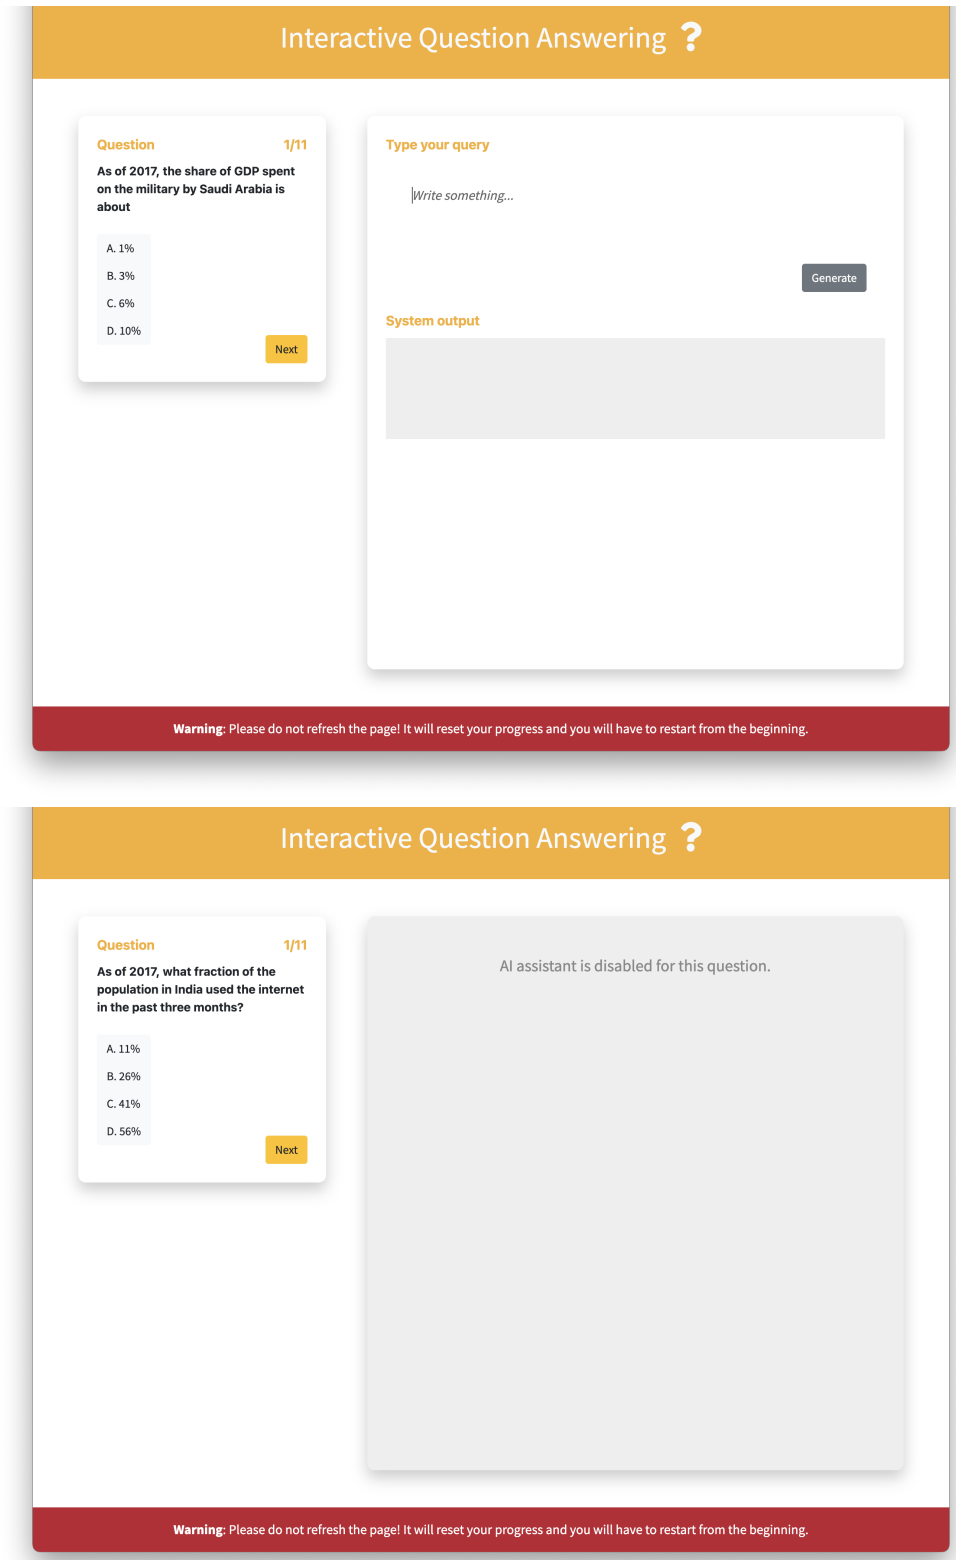 Interactive Question Answering ?
Question 1/11
As of 2017, the share of GDP spent
on the military by Saudi Arabia is
about
A. 1%
B. 3%
C. 6%
D. 10%
Next
Type your query
Write something...
Generate
System output
Warning: Please do not refresh the page! It will reset your progress and you will have to restart from the beginning.
Interactive Question Answering ?
Question 1/11
As of 2017, what fraction of the
population in India used the internet
in the past three months?
A. 11%
B. 26%
C. 41%
D. 56%
Next
AI assistant is disabled for this question.
Warning: Please do not refresh the page! It will reset your progress and you will have to restart from the beginning.